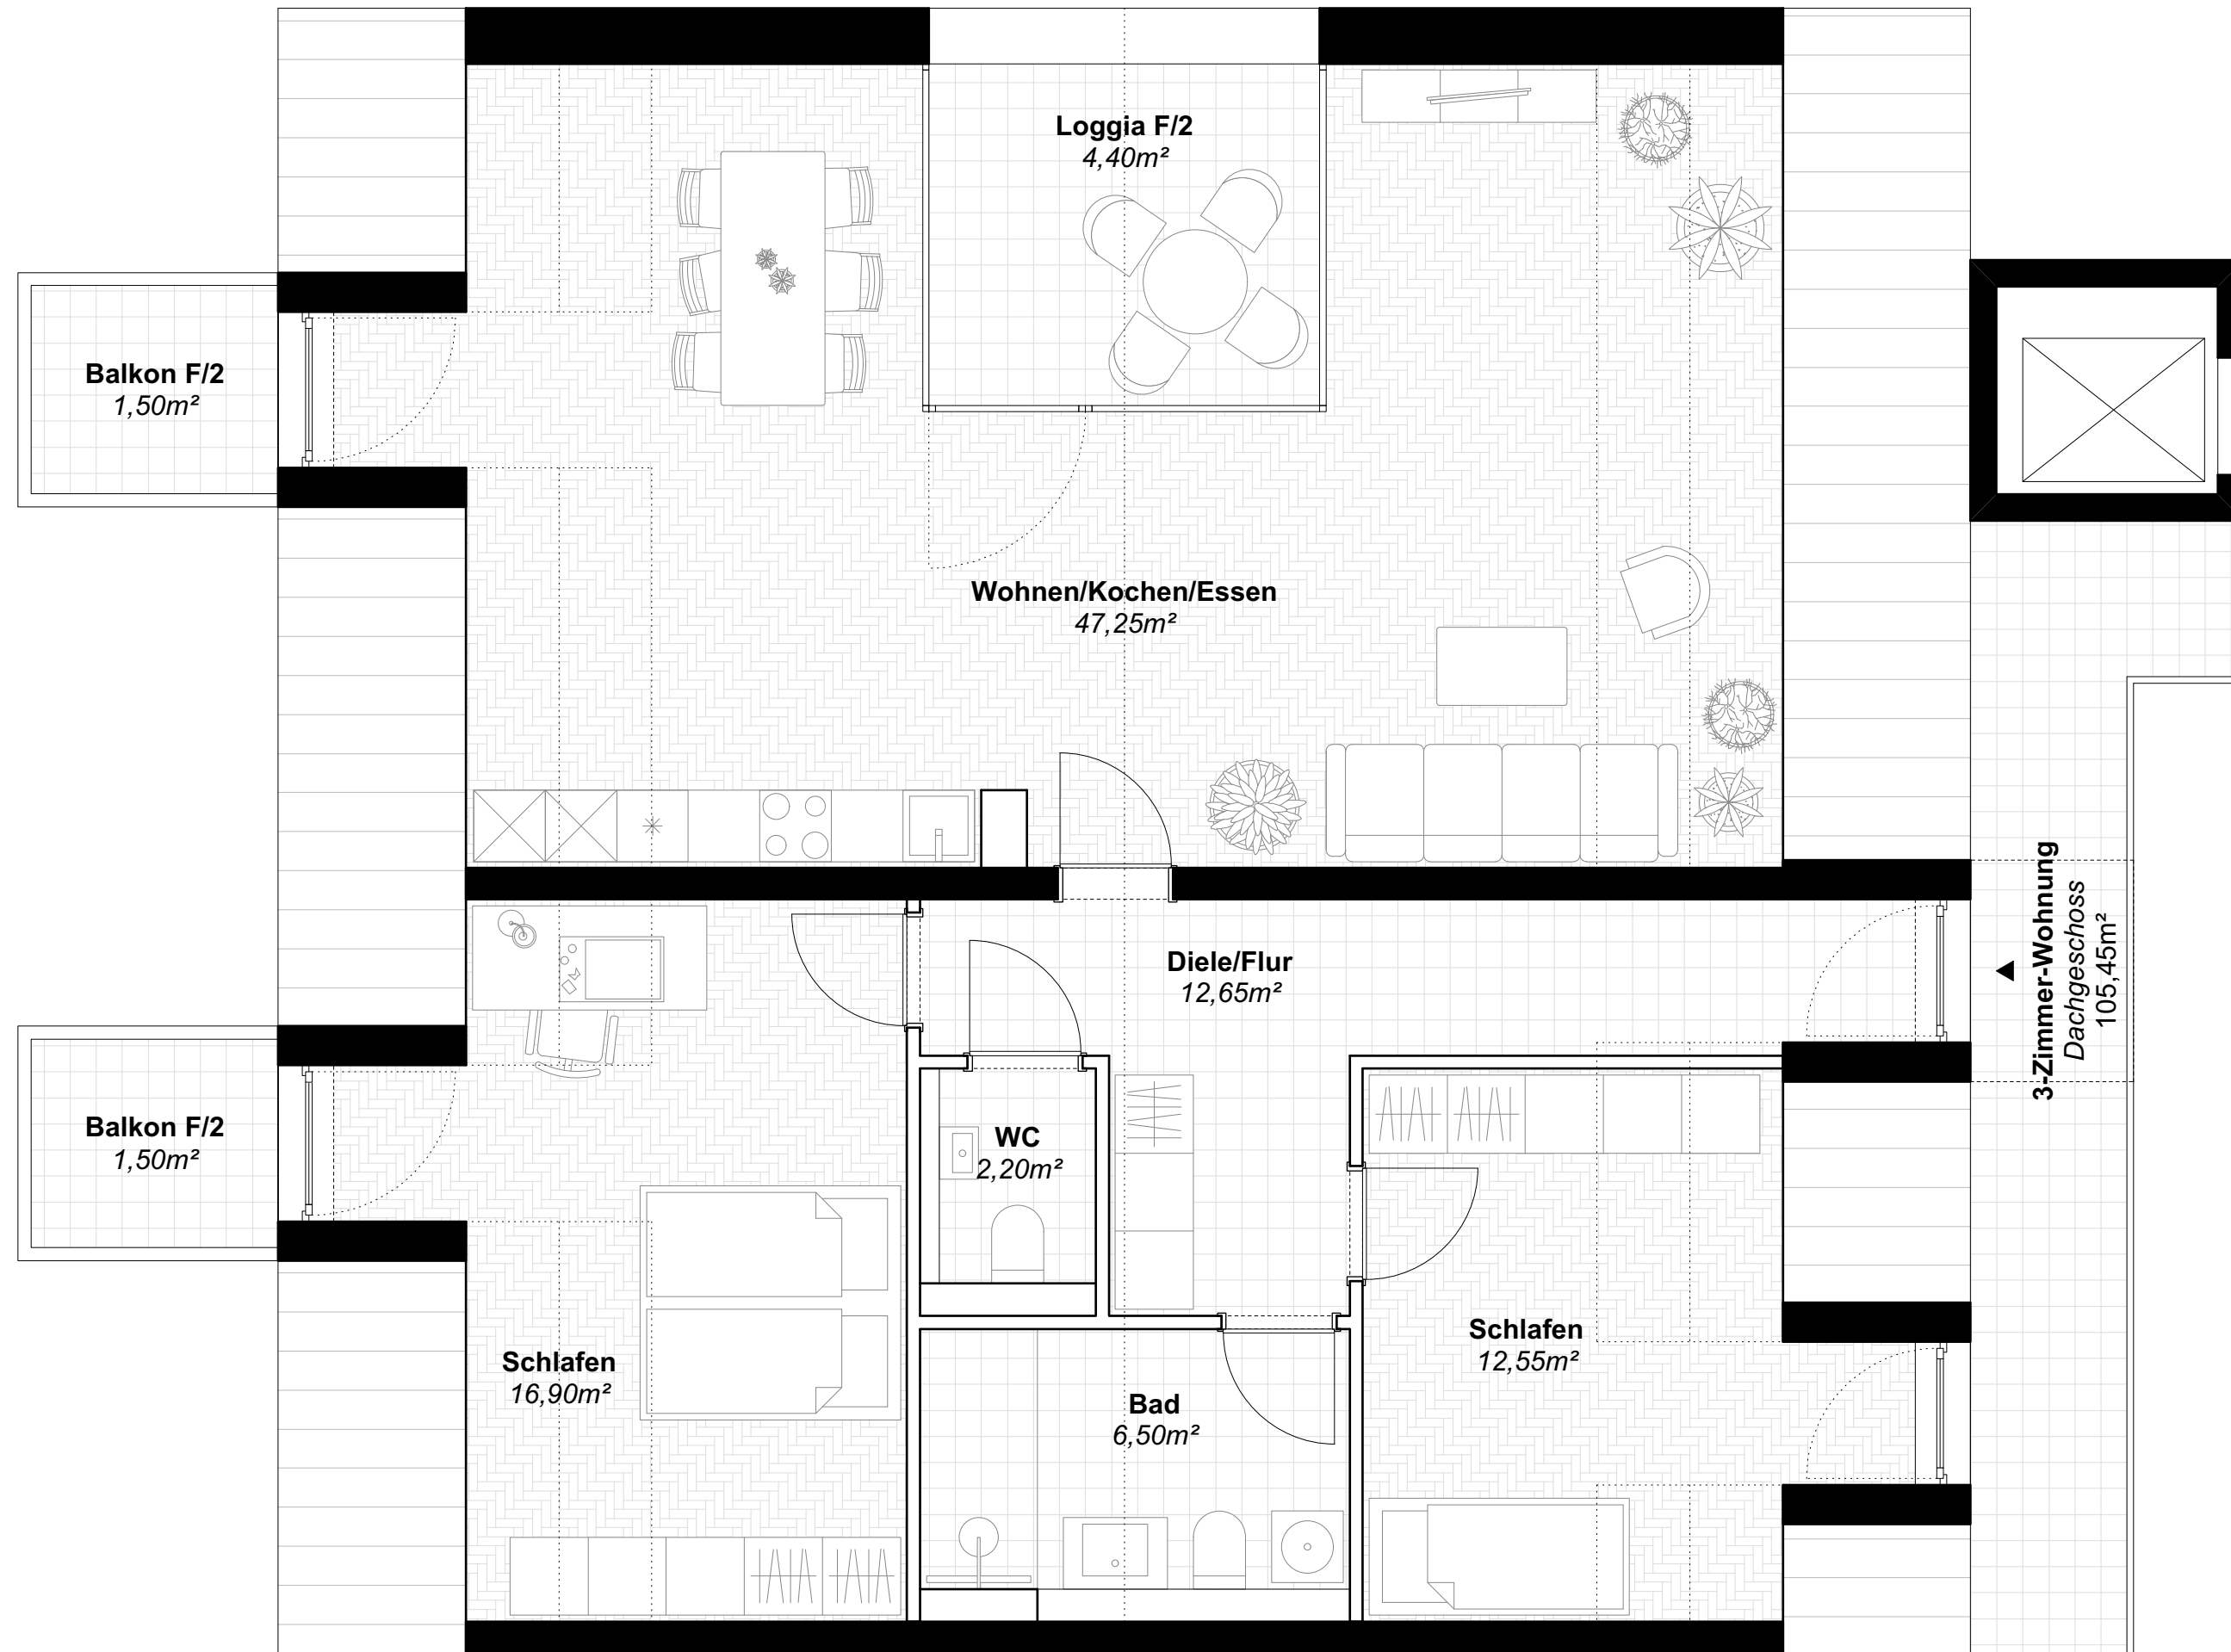 Loggia F/2
4,40m²
Balkon F/2
1,50m²
Wohnen/Kochen/Essen
47,25m²
Diele/Flur
12,65m²
3-Zimmer-Wohnung
Dachgeschoss
105,45m²
Balkon F/2
1,50m²
WC
2,20m²
Schlafen
16,90m²
Schlafen
12,55m²
Bad
6,50m²